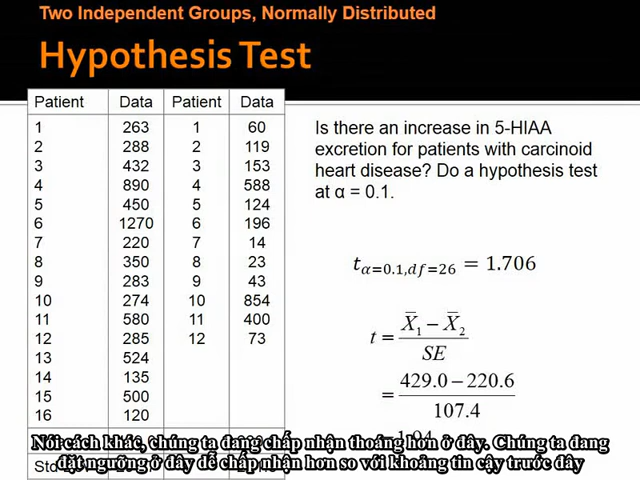 Two Independent Groups, Normally Distributed
Hypothesis Test
Patient Data Patient Data
1 263 1 60
2 288 2 119
3 432 3 153
4 890 4 588
5 450 5 124
6 1270 6 196
7 220 7 14
8 350 8 23
9 283 9 43
10 274 10 854
11 580 11 400
12 285 12 73
13 524
14 135
15 500
16 120
Std
Is there an increase in 5-HIAA
excretion for patients with carcinoid
heart disease? Do a hypothesis test
at α = 0.1.
t α=0.1,df=26 = 1.706
t = X̅1 − X̅2 / SE
= 429.0 − 220.6 / 107.4
Nói cách khác, chúng ta đang chấp nhận thoáng hơn ở đây. Chúng ta đang
đặt ngưỡng ở đây dễ chấp nhận hơn so với khoảng tin cậy trước đây